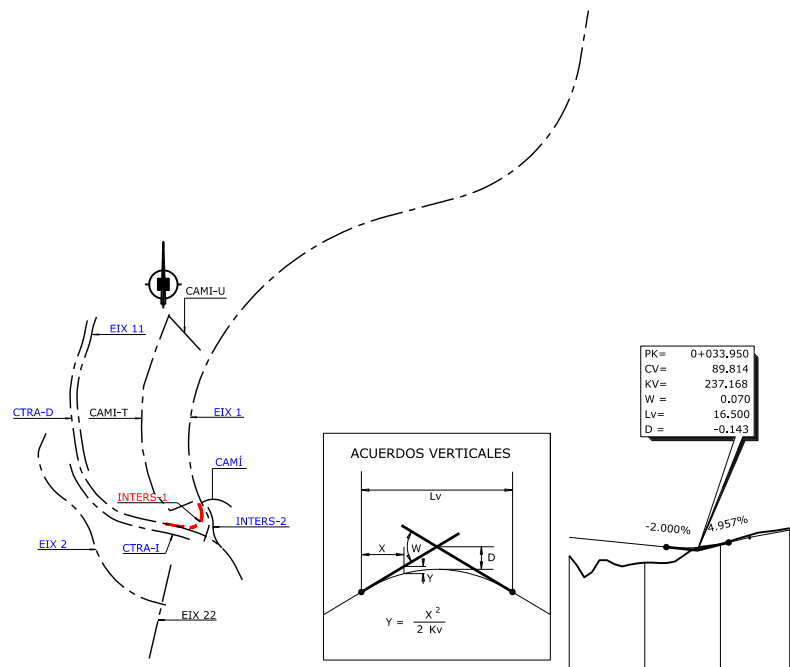 CAMI-U
EIX 11
CTRA-D
CAMI-T
EIX 1
CAMÍ
INTERS-1
INTERS-2
EIX 2
CTRA-I
EIX 22
ACUERDOS VERTICALES
Lv
X
W
D
Y
Y = X 2
2 Kv
PK= 0+033.950
CV= 89.814
KV= 237.168
W = 0.070
Lv= 16.500
D = -0.143
-2.000%
4.957%